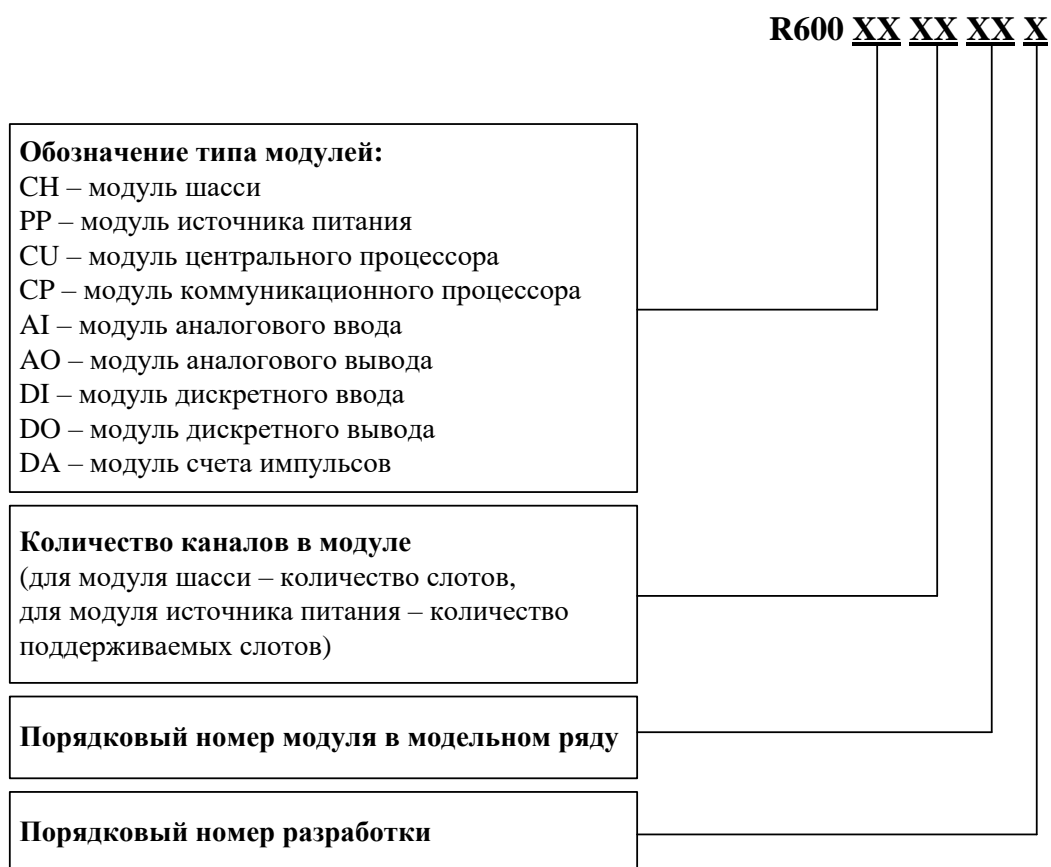 R600 XX XX XX X
Обозначение типа модулей:
CH – модуль шасси
PP – модуль источника питания
CU – модуль центрального процессора
CP – модуль коммуникационного процессора
AI – модуль аналогового ввода
AO – модуль аналогового вывода
DI – модуль дискретного ввода
DO – модуль дискретного вывода
DA – модуль счета импульсов
Количество каналов в модуле
(для модуля шасси – количество слотов,
для модуля источника питания – количество
поддерживаемых слотов)
Порядковый номер модуля в модельном ряду
Порядковый номер разработки